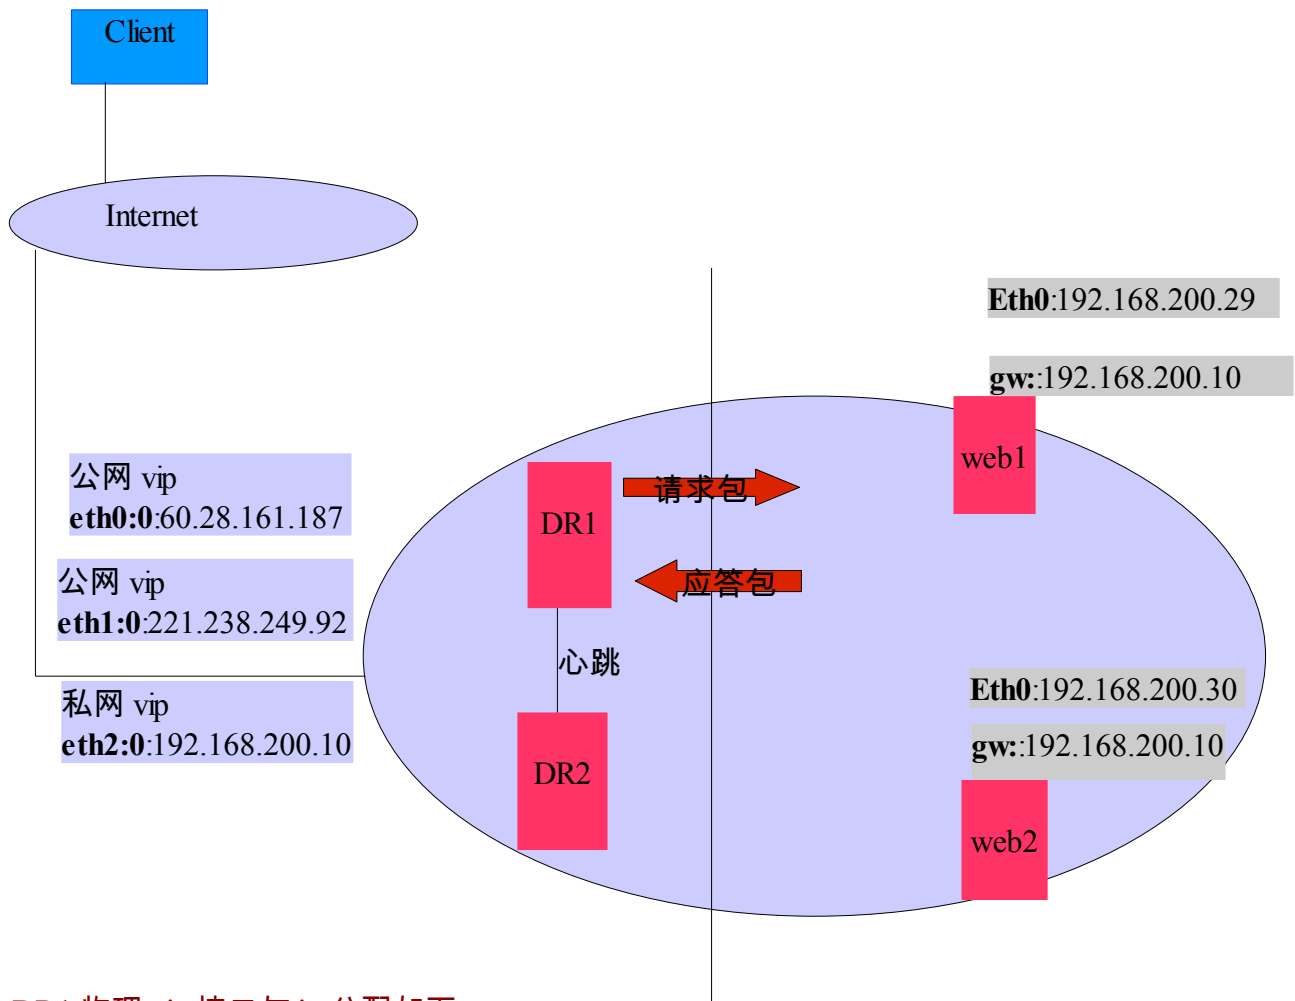 Client
Internet
Eth0:192.168.200.29
gw::192.168.200.10
web1
公网 vip
eth0:0:60.28.161.187
请求包
DR1
公网 vip
eth1:0:221.238.249.92
应答包
心跳
私网 vip
eth2:0:192.168.200.10
Eth0:192.168.200.30
gw::192.168.200.10
DR2
web2